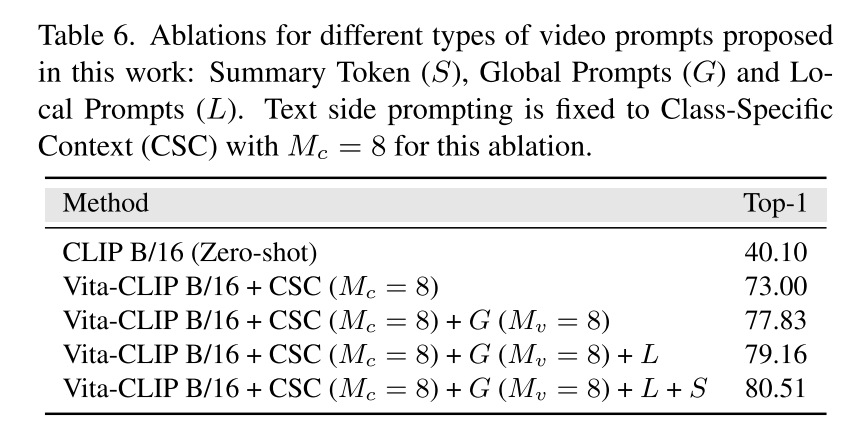 Table 6. Ablations for different types of video prompts proposed
in this work: Summary Token (S), Global Prompts (G) and Lo-
cal Prompts (L). Text side prompting is fixed to Class-Specific
Context (CSC) with M_c = 8 for this ablation.
Method Top-1
CLIP B/16 (Zero-shot) 40.10
Vita-CLIP B/16 + CSC (M_c = 8) 73.00
Vita-CLIP B/16 + CSC (M_c = 8) + G (M_v = 8) 77.83
Vita-CLIP B/16 + CSC (M_c = 8) + G (M_v = 8) + L 79.16
Vita-CLIP B/16 + CSC (M_c = 8) + G (M_v = 8) + L + S 80.51